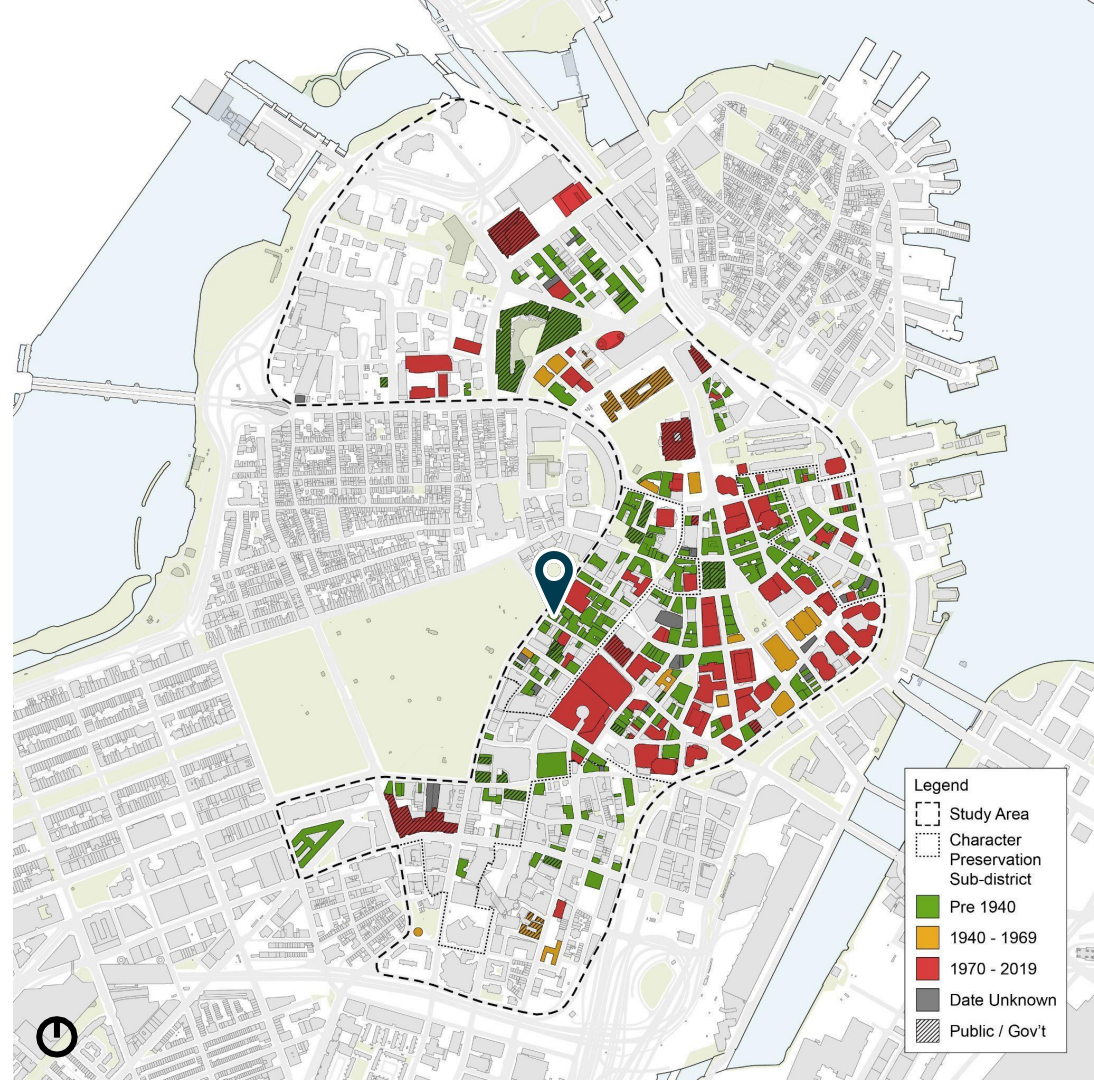 Legend
Study Area
Character
Preservation
Sub-district
Pre 1940
1940 - 1969
1970 - 2019
Date Unknown
Public / Gov't